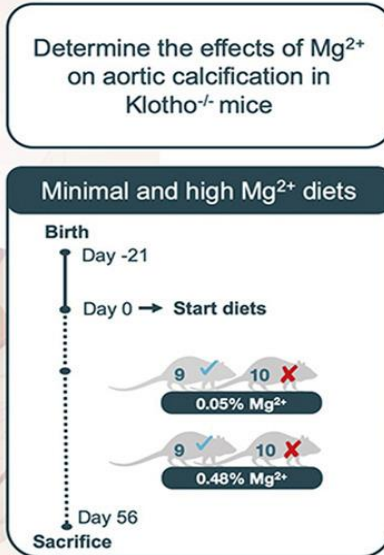 Determine the effects of Mg²⁺
on aortic calcification in
Klotho⁻/⁻ mice
Minimal and high Mg²⁺ diets
Birth
Day -21
Day 0 → Start diets
9 ✓ 10 ✗
0.05% Mg²⁺
9 ✓ 10 ✗
0.48% Mg²⁺
Day 56
Sacrifice